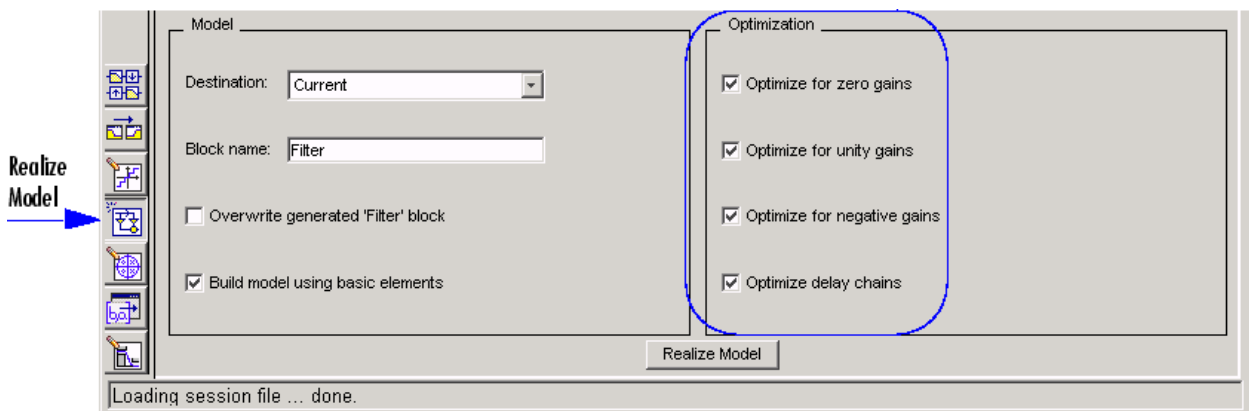 Model
Optimization
Destination: Current
Optimize for zero gains
Block name: Filter
Optimize for unity gains
Realize
Model
Overwrite generated 'Filter' block
Optimize for negative gains
Build model using basic elements
Optimize delay chains
[b,a]
Realize Model
Loading session file ... done.